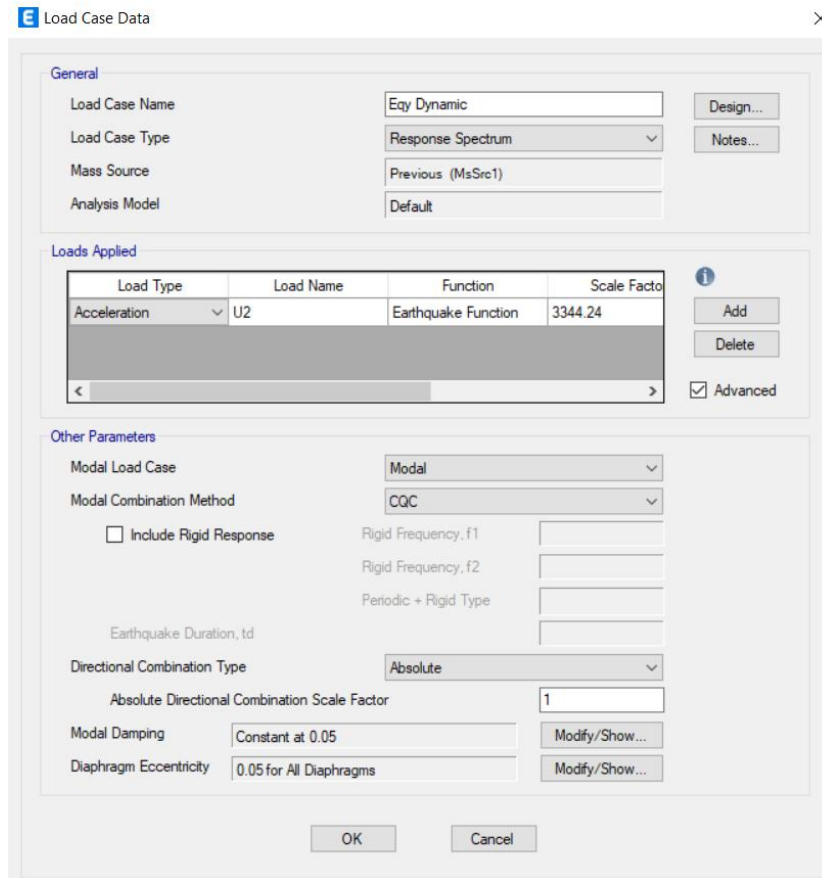 E Load Case Data
General
Load Case Name Eqy Dynamic Design...
Load Case Type Response Spectrum Notes...
Mass Source Previous (MsSrc1)
Analysis Model Default
Loads Applied
Load Type Load Name Function Scale Facto
Acceleration U2 Earthquake Function 3344.24 Add
Delete
Advanced
Other Parameters
Modal Load Case Modal
Modal Combination Method CQC
Include Rigid Response Rigid Frequency, f1
Rigid Frequency, f2
Periodic + Rigid Type
Earthquake Duration, td
Directional Combination Type Absolute
Absolute Directional Combination Scale Factor 1
Modal Damping Constant at 0.05 Modify/Show...
Diaphragm Eccentricity 0.05 for All Diaphragms Modify/Show...
OK Cancel